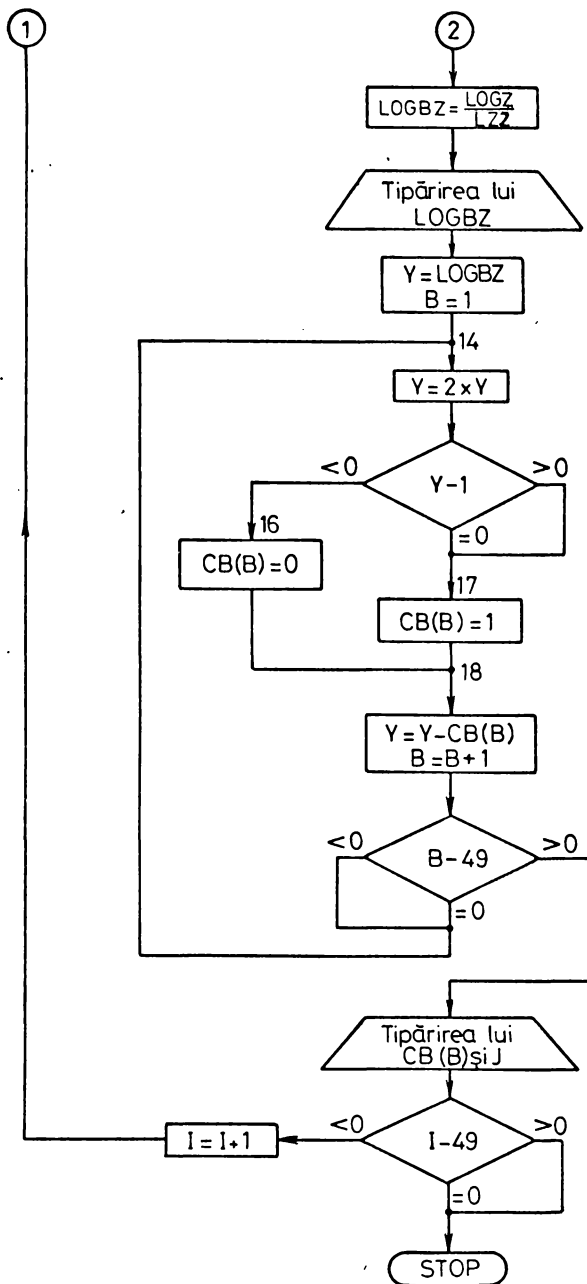 1
2
LOGBZ = LOGZ
LZ2
Tipărirea lui
LOGBZ
Y = LOGBZ
B = 1
14
Y = 2 × Y
<0
>0
Y-1
16
=0
CB(B) = 0
17
CB(B) = 1
18
Y = Y-CB(B)
B = B+1
<0
>0
B-49
=0
Tipărirea lui
CB(B) şi J
<0
>0
I = I+1
I-49
=0
STOP